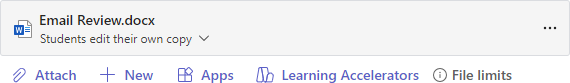 Email Review.docx
Students edit their own copy
Attach New Apps Learning Accelerators File limits